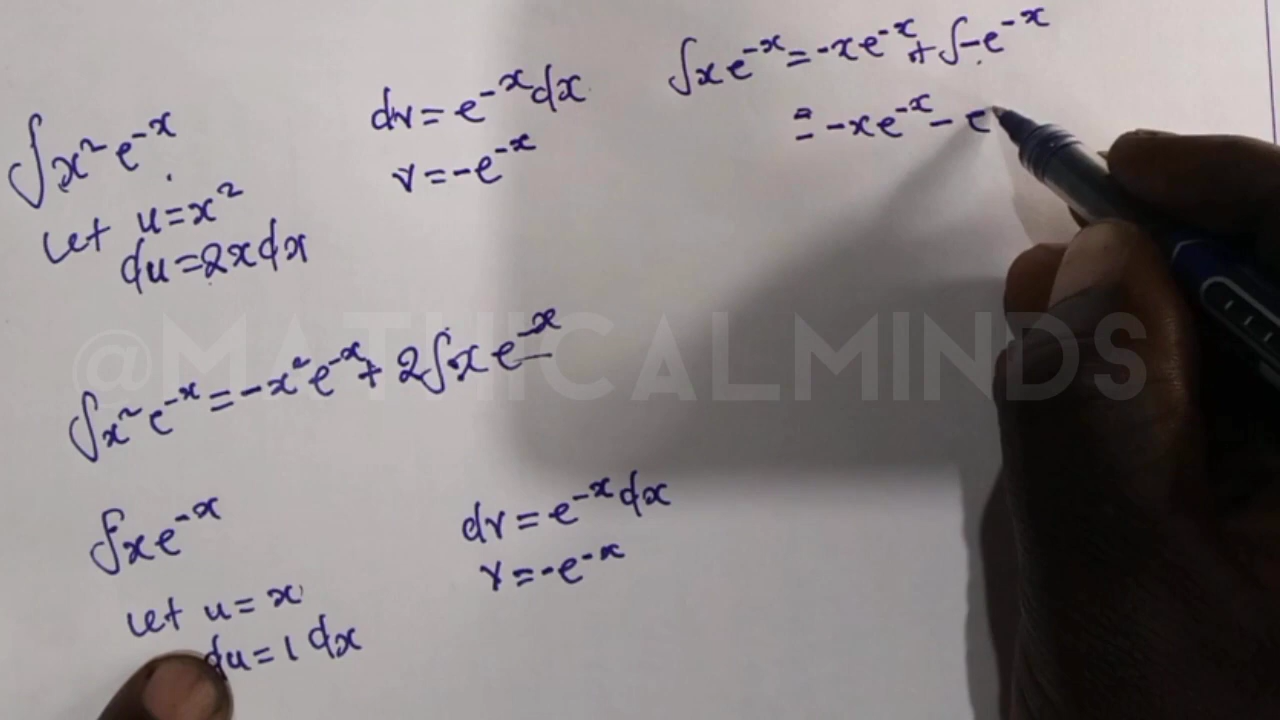 ∫x²e⁻ˣ
let u=x²
du=2xdx
dv=e⁻ˣdx
v=-e⁻ˣ
∫x²e⁻ˣ=-x²e⁻ˣ+2∫xe⁻ˣ
∫xe⁻ˣ
let u=x
du=1dx
dv=e⁻ˣdx
v=-e⁻ˣ
∫xe⁻ˣ=-xe⁻ˣ+∫-e⁻ˣ
=-xe⁻ˣ-e
@MATHICALMINDS